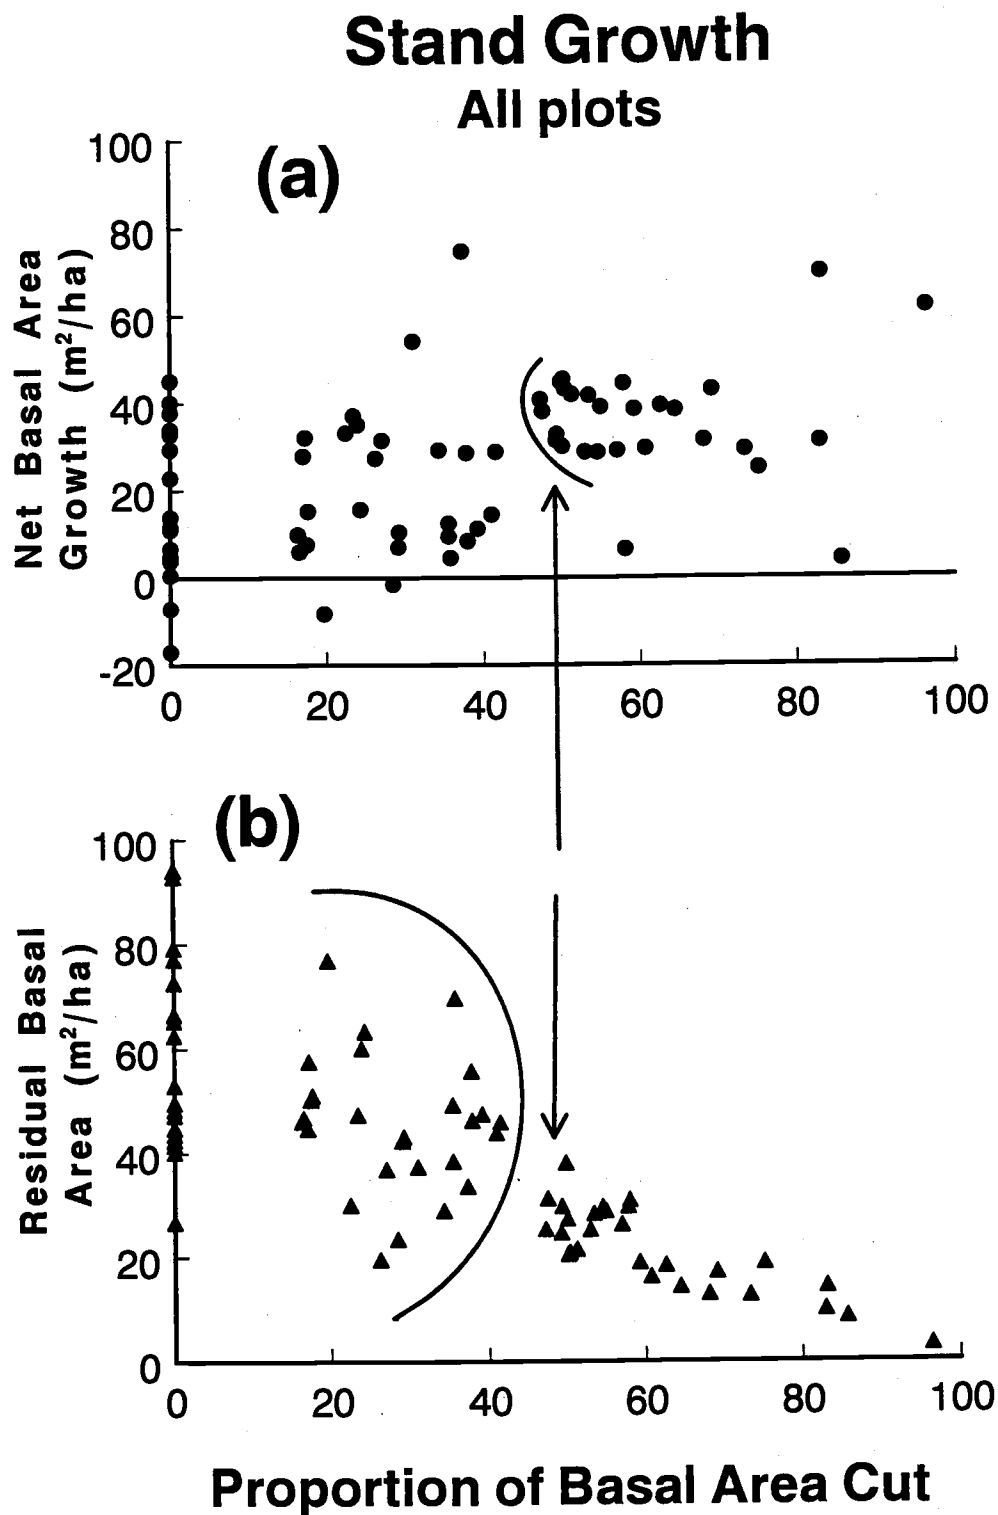 Stand Growth
All plots
(a)
100
80
60
40
20
0
-20
Net Basal Area
Growth (m²/ha)
0 20 40 60 80 100
(b)
100
80
60
40
20
0
Residual Basal
Area (m²/ha)
0 20 40 60 80 100
Proportion of Basal Area Cut